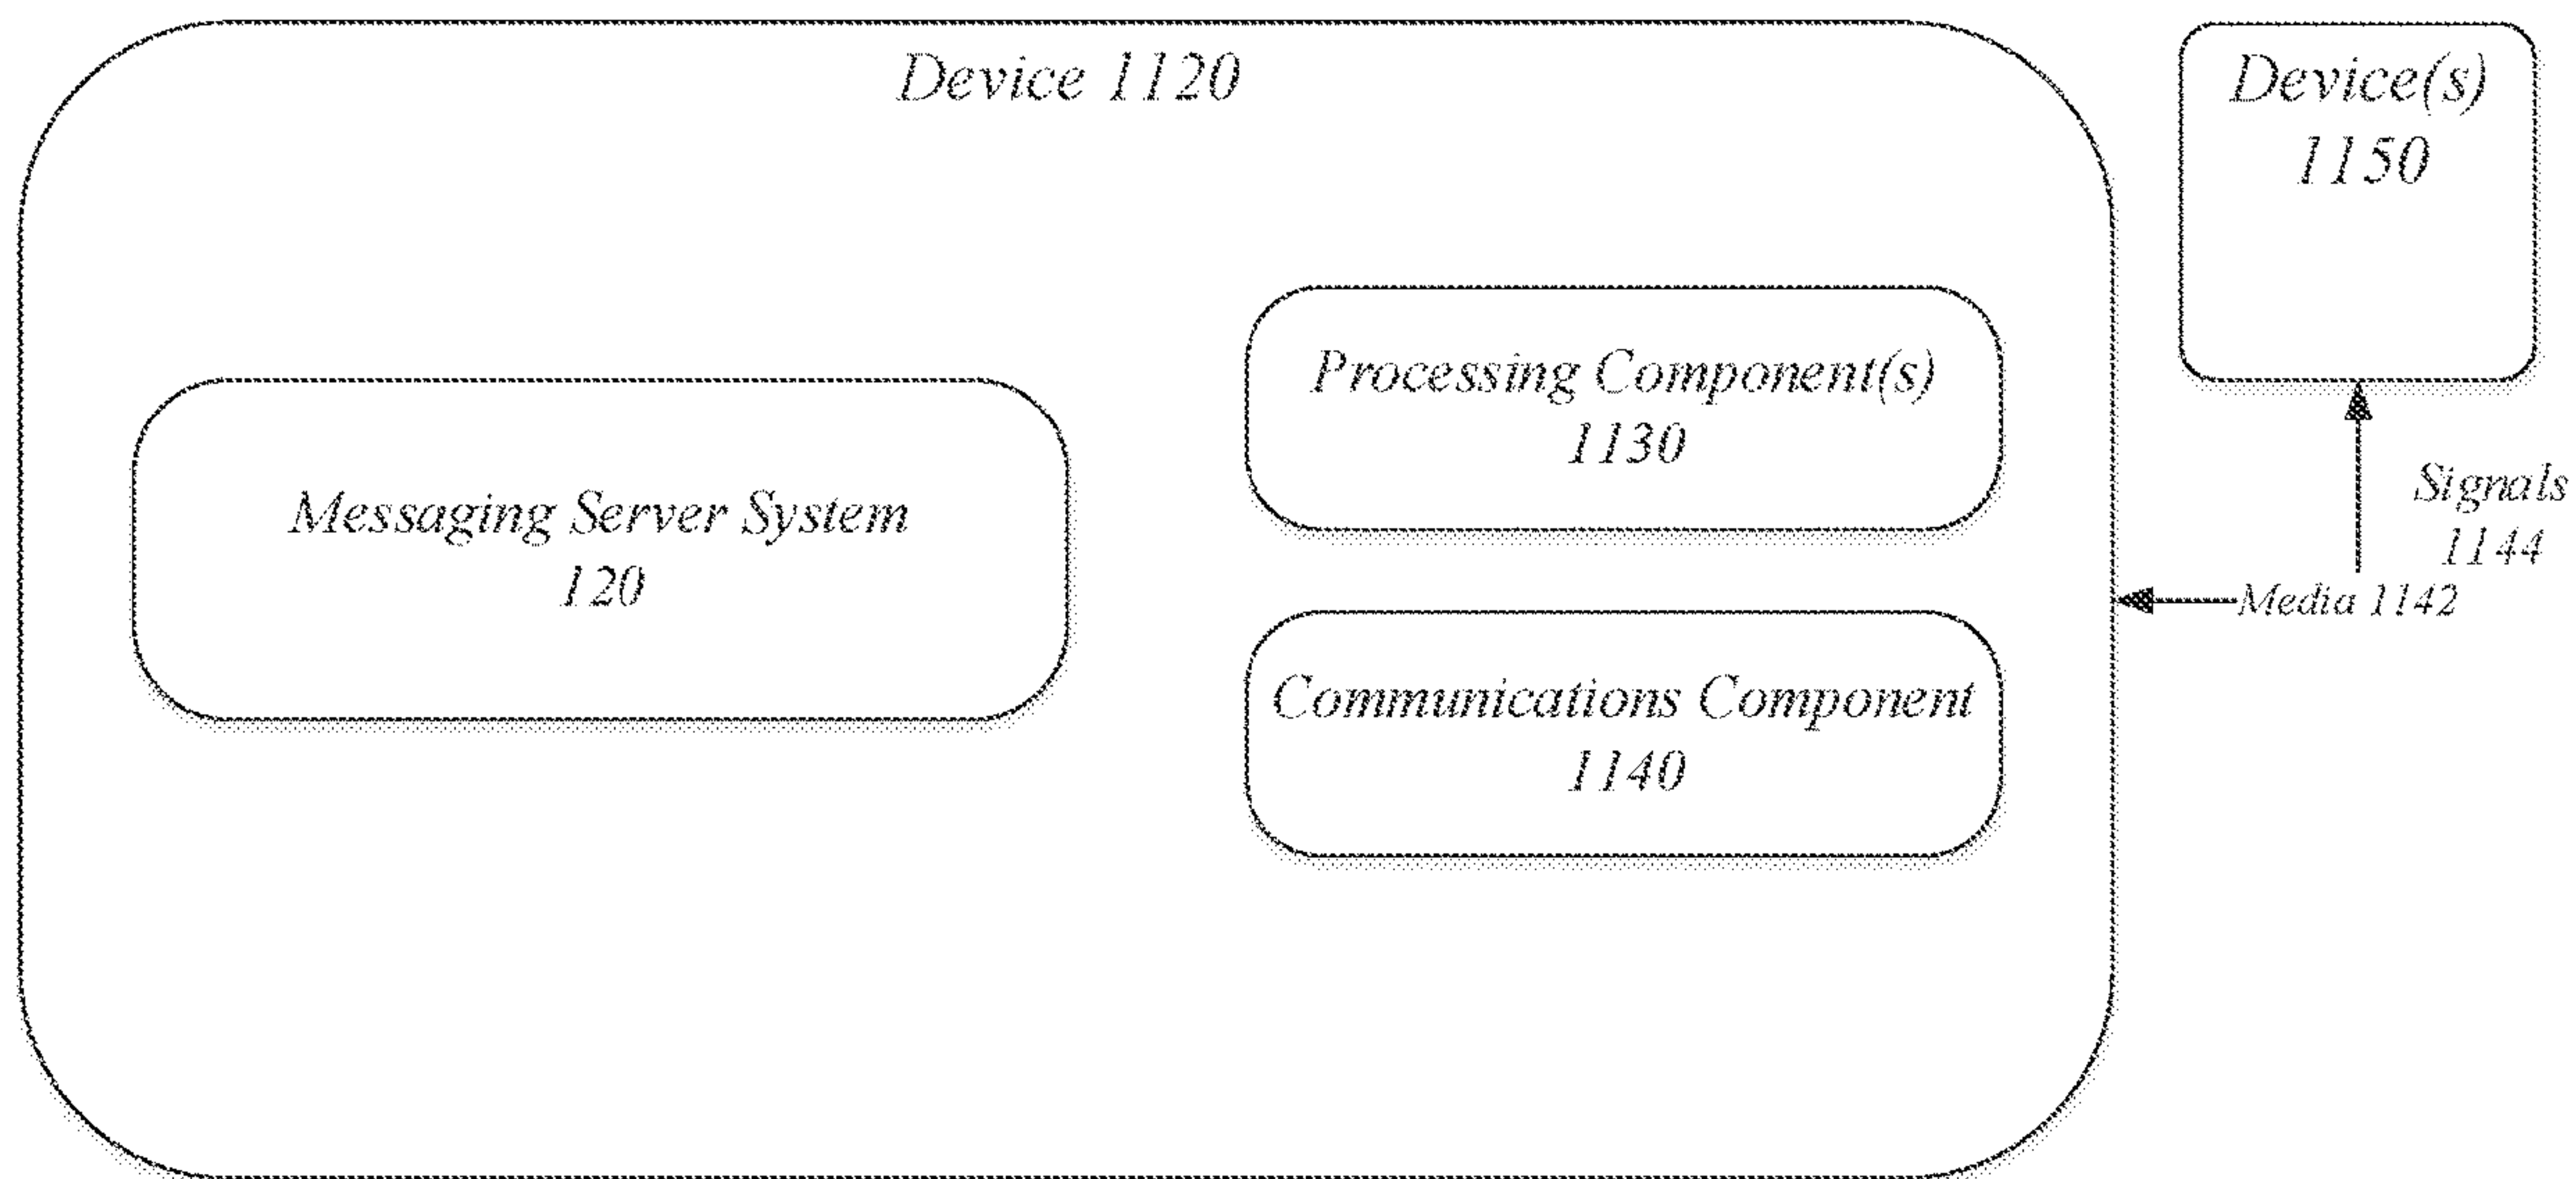 Device 1120
Device(s)
1150
Processing Component(s)
1130
Messaging Server System
120
Signals
1144
Media 1142
Communications Component
1140